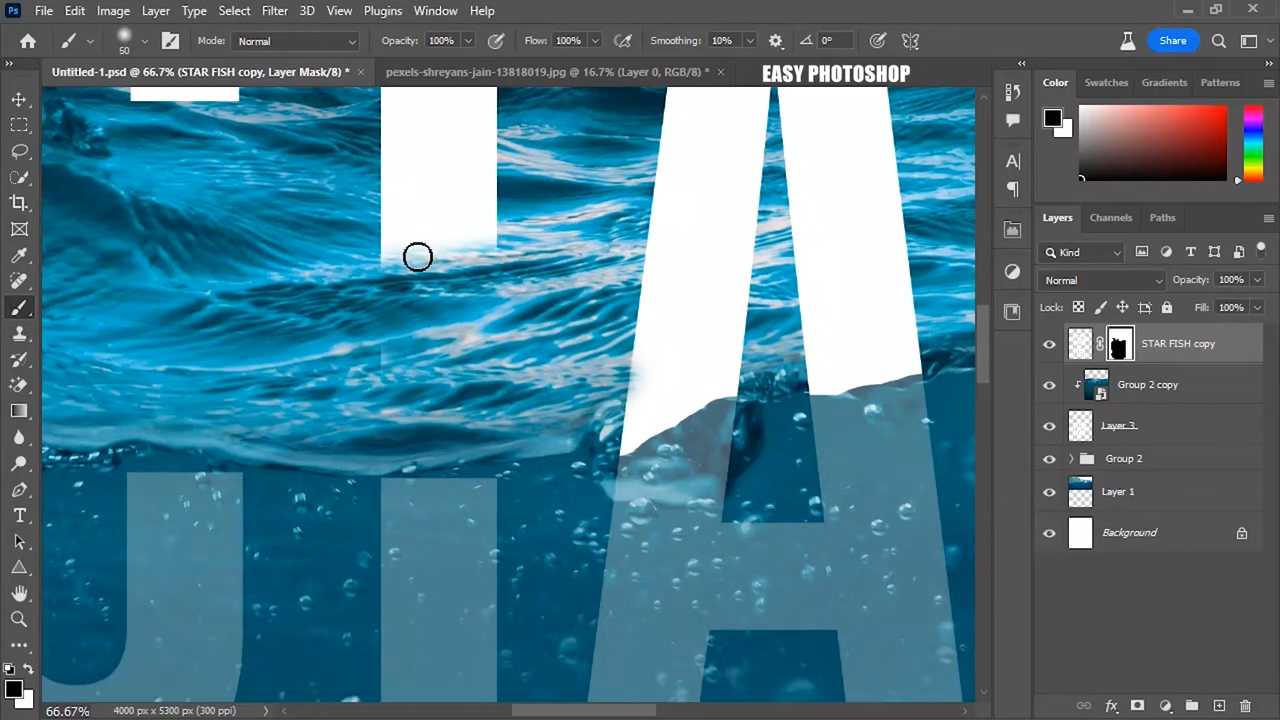 Ps File Edit Image Layer Type Select Filter 3D View Plugins Window Help
50 Mode: Normal Opacity: 100% Flow: 100% Smoothing: 10% 0° Share
Untitled-1.psd @ 66.7% (STAR FISH copy, Layer Mask/8) * × pexels-shreyans-jain-13818019.jpg @ 16.7% (Layer 0, RGB/8) * × EASY PHOTOSHOP
Color Swatches Gradients Patterns
Layers Channels Paths
Kind
Normal Opacity: 100%
Lock: Fill: 100%
STAR FISH copy
Group 2 copy
Layer 3
Group 2
Layer 1
Background
66.67% 4000 px x 5300 px (300 ppi)